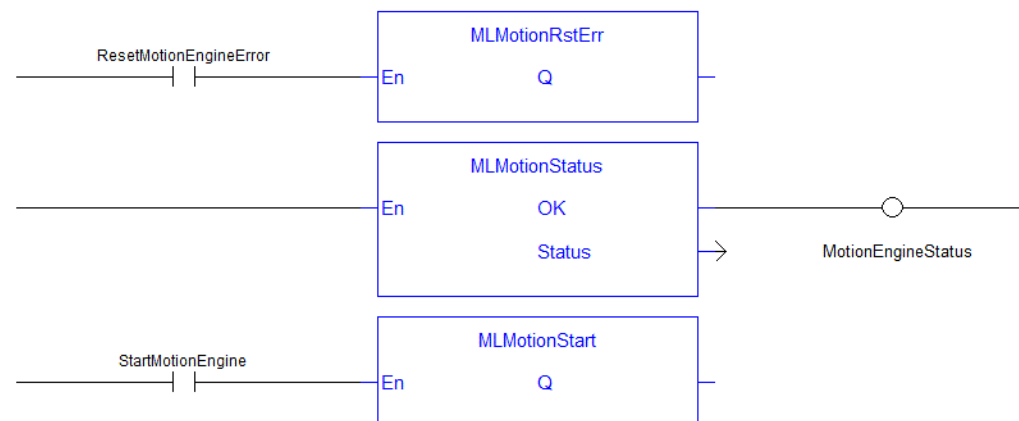 MLMotionRstErr
ResetMotionEngineError
En Q
MLMotionStatus
En OK
Status
MotionEngineStatus
MLMotionStart
StartMotionEngine
En Q